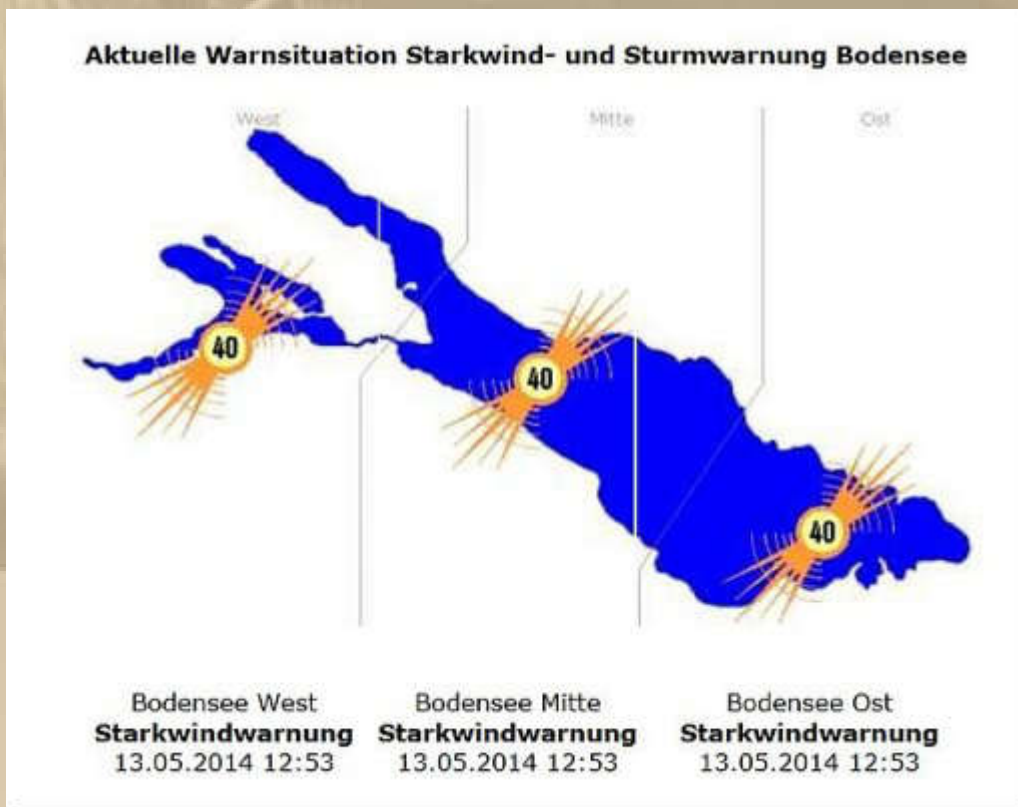 Aktuelle Warnsituation Starkwind- und Sturmwarnung Bodensee
West
Mitte
Ost
40
40
40
Bodensee West
Starkwindwarnung
13.05.2014 12:53
Bodensee Mitte
Starkwindwarnung
13.05.2014 12:53
Bodensee Ost
Starkwindwarnung
13.05.2014 12:53